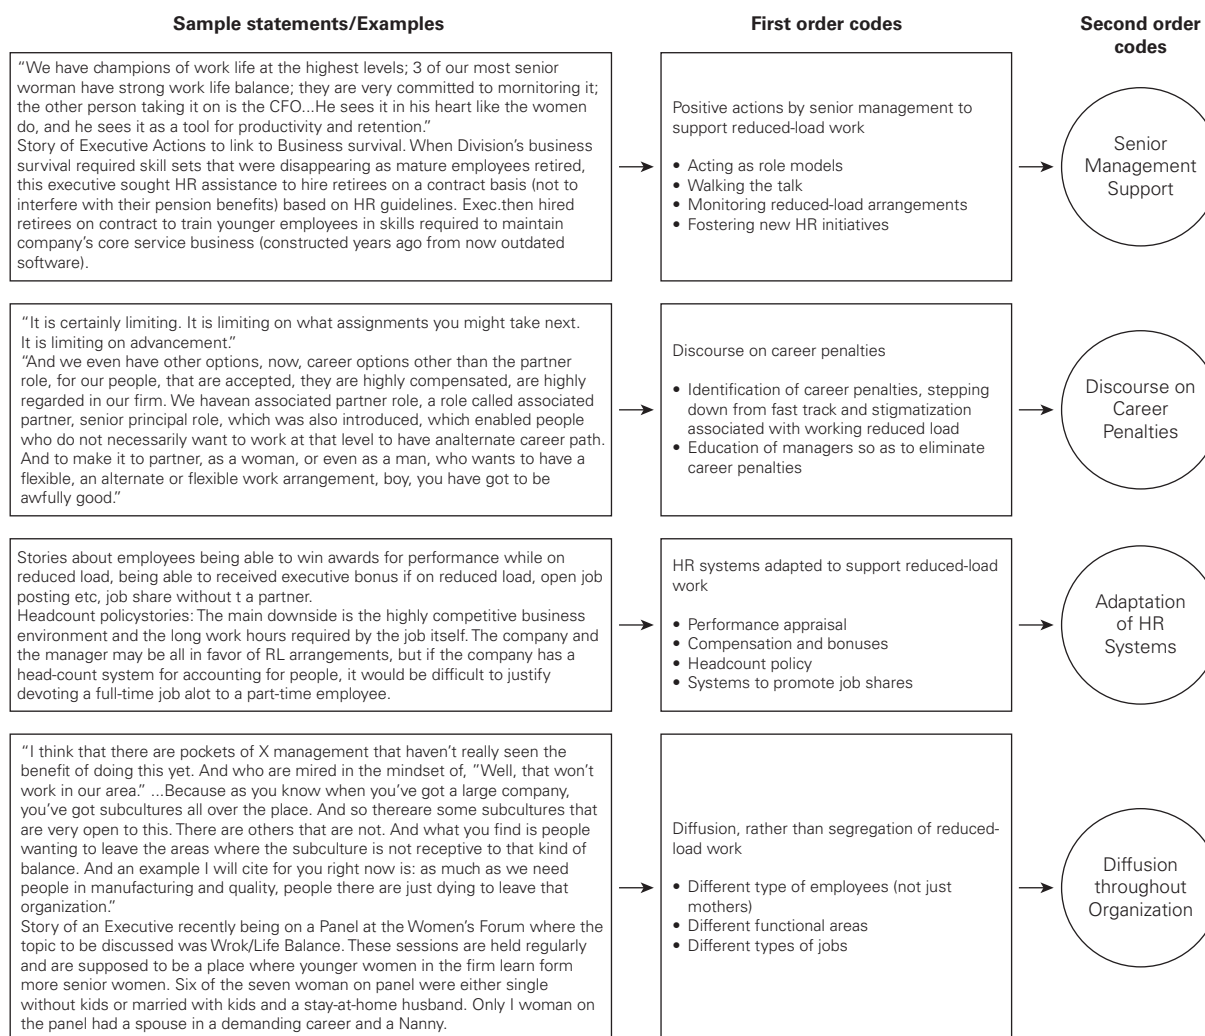 Sample statements/Examples
First order codes
Second order
codes
“We have champions of work life at the highest levels; 3 of our most senior
worman have strong work life balance; they are very committed to mornitoring it;
the other person taking it on is the CFO...He sees it in his heart like the women
do, and he sees it as a tool for productivity and retention.”
Story of Executive Actions to link to Business survival. When Division’s business
survival required skill sets that were disappearing as mature employees retired,
this executive sought HR assistance to hire retirees on a contract basis (not to
interfere with their pension benefits) based on HR guidelines. Exec.then hired
retirees on contract to train younger employees in skills required to maintain
company’s core service business (constructed years ago from now outdated
software).
Positive actions by senior management to
support reduced-load work
• Acting as role models
• Walking the talk
• Monitoring reduced-load arrangements
• Fostering new HR initiatives
Senior
Management
Support
“It is certainly limiting. It is limiting on what assignments you might take next.
It is limiting on advancement.”
“And we even have other options, now, career options other than the partner
role, for our people, that are accepted, they are highly compensated, are highly
regarded in our firm. We havean associated partner role, a role called associated
partner, senior principal role, which was also introduced, which enabled people
who do not necessarily want to work at that level to have analternate career path.
And to make it to partner, as a woman, or even as a man, who wants to have a
flexible, an alternate or flexible work arrangement, boy, you have got to be
awfully good.”
Discourse on career penalties
• Identification of career penalties, stepping
down from fast track and stigmatization
associated with working reduced load
• Education of managers so as to eliminate
career penalties
Discourse on
Career
Penalties
Stories about employees being able to win awards for performance while on
reduced load, being able to received executive bonus if on reduced load, open job
posting etc, job share without t a partner.
Headcount policystories: The main downside is the highly competitive business
environment and the long work hours required by the job itself. The company and
the manager may be all in favor of RL arrangements, but if the company has a
head-count system for accounting for people, it would be difficult to justify
devoting a full-time job alot to a part-time employee.
HR systems adapted to support reduced-load
work
• Performance appraisal
• Compensation and bonuses
• Headcount policy
• Systems to promote job shares
Adaptation
of HR
Systems
“I think that there are pockets of X management that haven’t really seen the
benefit of doing this yet. And who are mired in the mindset of, “Well, that won’t
work in our area.” ...Because as you know when you’ve got a large company,
you’ve got subcultures all over the place. And so thereare some subcultures that
are very open to this. There are others that are not. And what you find is people
wanting to leave the areas where the subculture is not receptive to that kind of
balance. And an example I will cite for you right now is: as much as we need
people in manufacturing and quality, people there are just dying to leave that
organization.”
Story of an Executive recently being on a Panel at the Women’s Forum where the
topic to be discussed was Wrok/Life Balance. These sessions are held regularly
and are supposed to be a place where younger women in the firm learn form
more senior women. Six of the seven woman on panel were either single
without kids or married with kids and a stay-at-home husband. Only I woman on
the panel had a spouse in a demanding career and a Nanny.
Diffusion, rather than segregation of reduced-
load work
• Different type of employees (not just
mothers)
• Different functional areas
• Different types of jobs
Diffusion
throughout
Organization